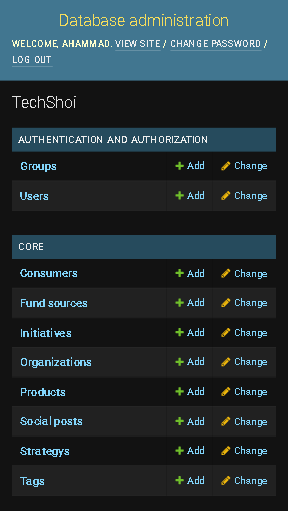 Database administration
WELCOME, AHAMMAD. VIEW SITE / CHANGE PASSWORD /
LOG OUT
TechShoi
AUTHENTICATION AND AUTHORIZATION
Groups Add Change
Users Add Change
CORE
Consumers Add Change
Fund sources Add Change
Initiatives Add Change
Organizations Add Change
Products Add Change
Social posts Add Change
Strategys Add Change
Tags Add Change